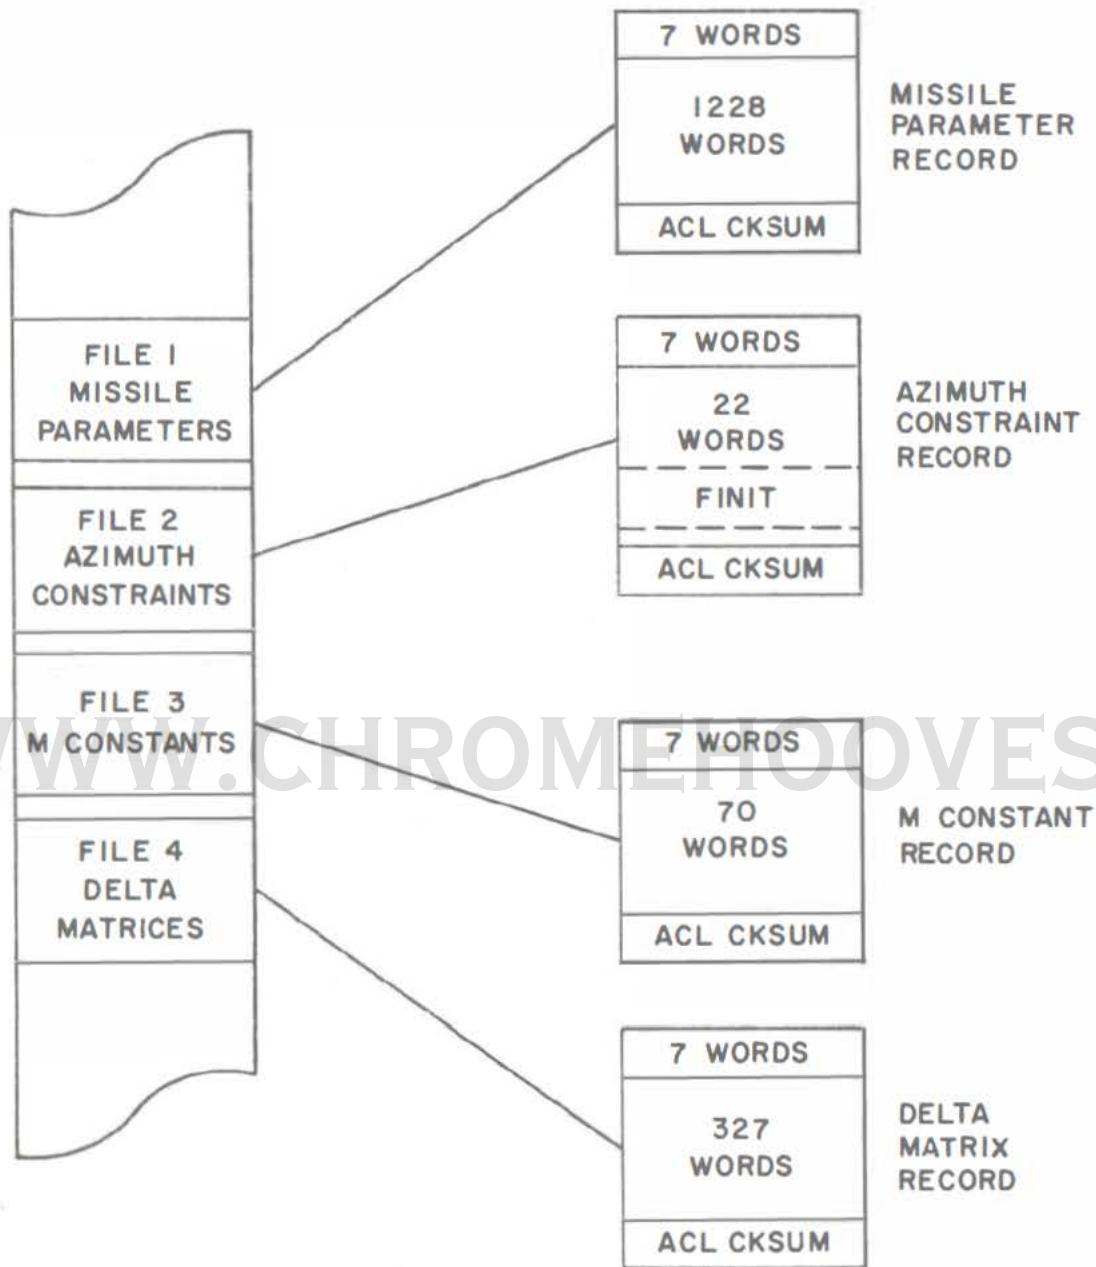 7 WORDS
1228
WORDS
ACL CKSUM
MISSILE
PARAMETER
RECORD
FILE 1
MISSILE
PARAMETERS
7 WORDS
22
WORDS
FINIT
ACL CKSUM
AZIMUTH
CONSTRAINT
RECORD
FILE 2
AZIMUTH
CONSTRAINTS
FILE 3
M CONSTANTS
WWW.CHROMEHOOVES
7 WORDS
70
WORDS
ACL CKSUM
M CONSTANT
RECORD
FILE 4
DELTA
MATRICES
7 WORDS
327
WORDS
ACL CKSUM
DELTA
MATRIX
RECORD